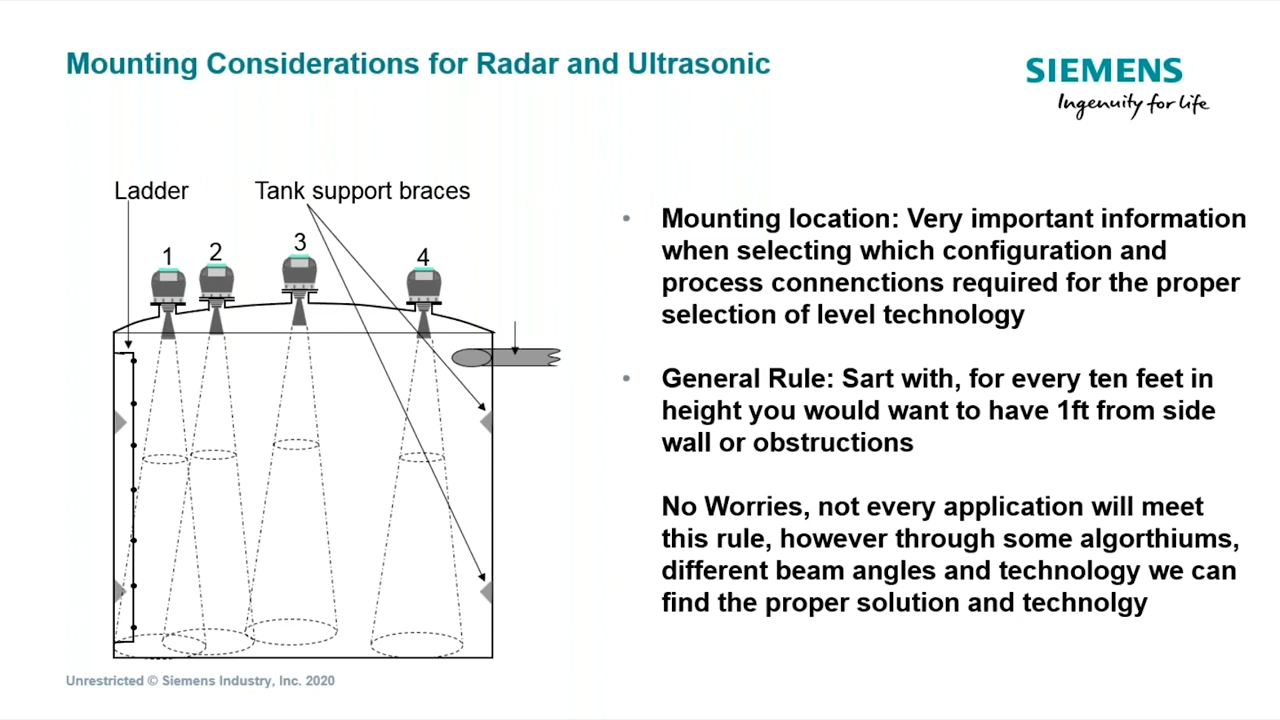 Mounting Considerations for Radar and Ultrasonic
SIEMENS
Ingenuity for life
Ladder
Tank support braces
1
2
3
4
• Mounting location: Very important information
when selecting which configuration and
process connenctions required for the proper
selection of level technology
• General Rule: Sart with, for every ten feet in
height you would want to have 1ft from side
wall or obstructions
No Worries, not every application will meet
this rule, however through some algorthiums,
different beam angles and technology we can
find the proper solution and technolgy
Unrestricted © Siemens Industry, Inc. 2020